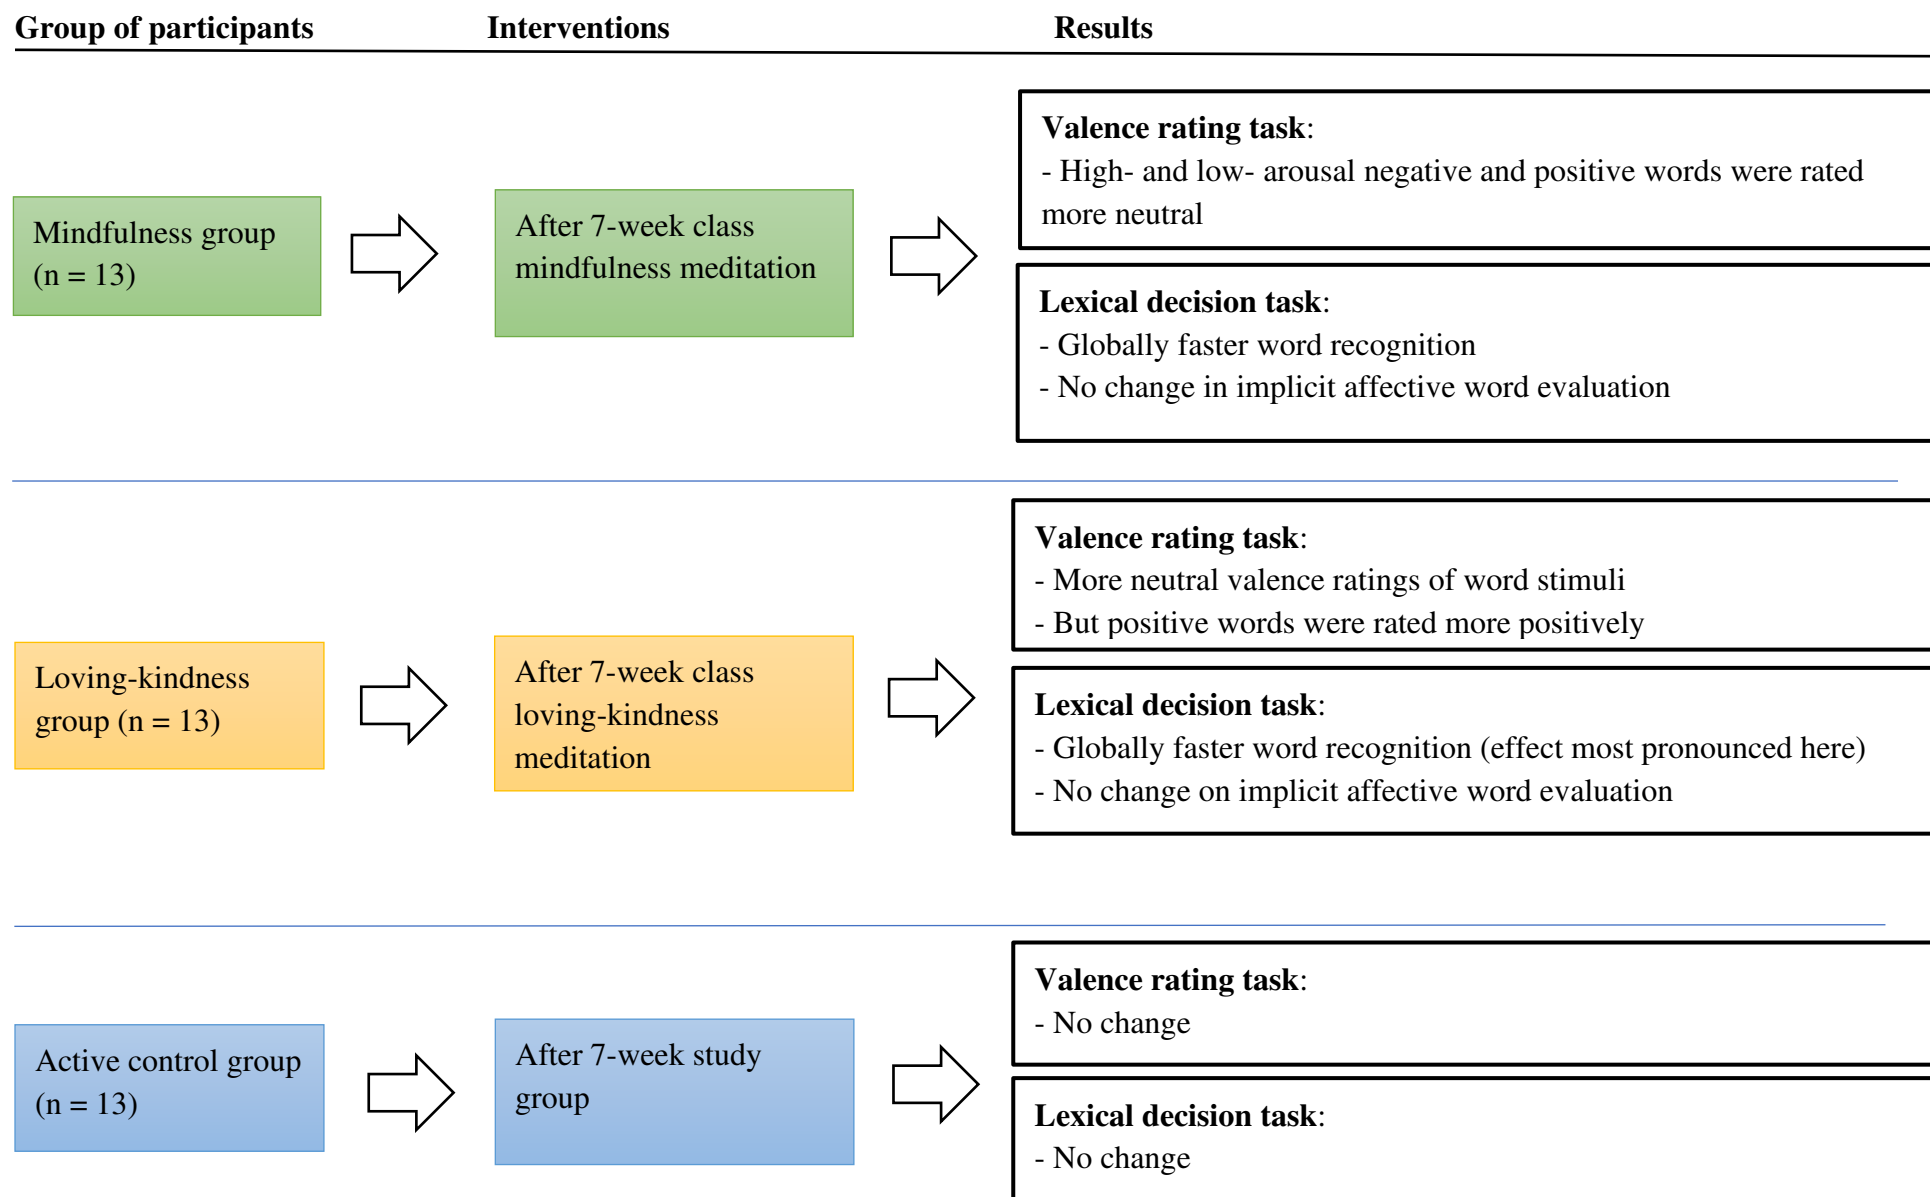 Group of participants Interventions Results
Mindfulness group
(n = 13)
After 7-week class
mindfulness meditation
Valence rating task:
- High- and low- arousal negative and positive words were rated
more neutral
Lexical decision task:
- Globally faster word recognition
- No change in implicit affective word evaluation
Loving-kindness
group (n = 13)
After 7-week class
loving-kindness
meditation
Valence rating task:
- More neutral valence ratings of word stimuli
- But positive words were rated more positively
Lexical decision task:
- Globally faster word recognition (effect most pronounced here)
- No change on implicit affective word evaluation
Active control group
(n = 13)
After 7-week study
group
Valence rating task:
- No change
Lexical decision task:
- No change